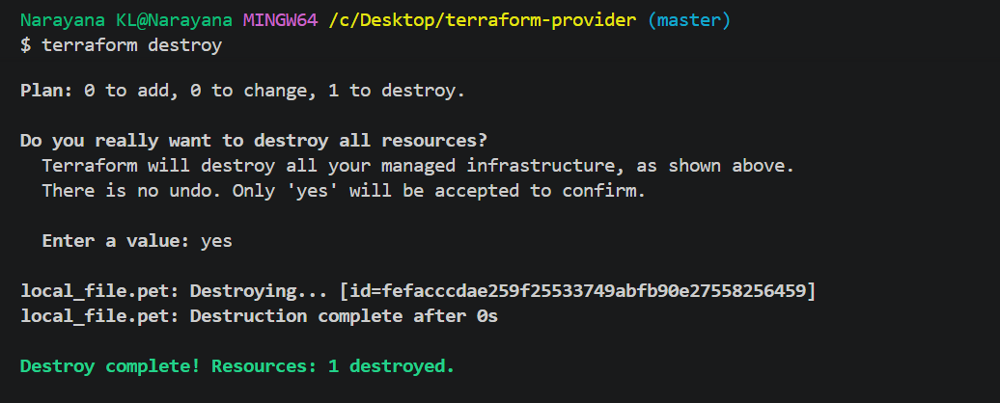 Narayana KL@Narayana MINGW64 /c/Desktop/terraform-provider (master)
$ terraform destroy
Plan: 0 to add, 0 to change, 1 to destroy.
Do you really want to destroy all resources?
Terraform will destroy all your managed infrastructure, as shown above.
There is no undo. Only 'yes' will be accepted to confirm.
Enter a value: yes
local_file.pet: Destroying... [id=fefacccdae259f25533749abfb90e27558256459]
local_file.pet: Destruction complete after 0s
Destroy complete! Resources: 1 destroyed.